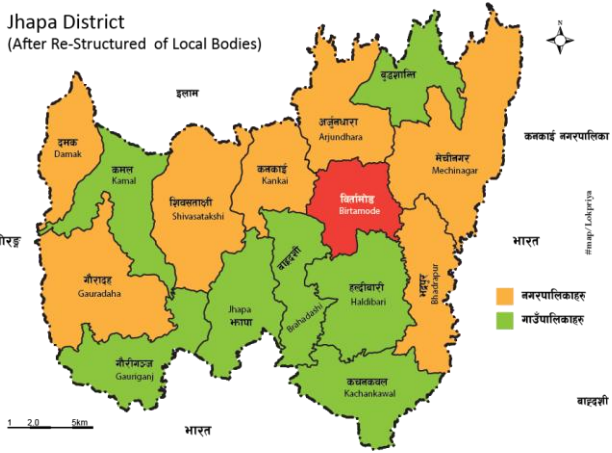 Jhapa District
(After Re-Structured of Local Bodies)
N
इलाम
बुद्धशान्ति
अर्जुनधारा
Arjundhara
दमक
Damak
कमल
Kamal
शिवसताक्षी
Shivasatakshi
कनकाई
Kankai
बिर्तामोड
Birtamode
मेचीनगर
Mechinagar
कनकाई नगरपालिका
#map/Lokpriya
भारत
गौरादह
Gauradaha
Jhapa
झापा
बाह्रदशी
Brahadashi
हल्दीबारी
Haldibari
भद्रपुर
Bhadrapur
नगरपालिकाहरु
गाउँपालिकाहरु
गौरीगञ्ज
Gauriganj
कचनकवल
Kachankawal
बाह्रदशी
1 2.0 5km
भारत